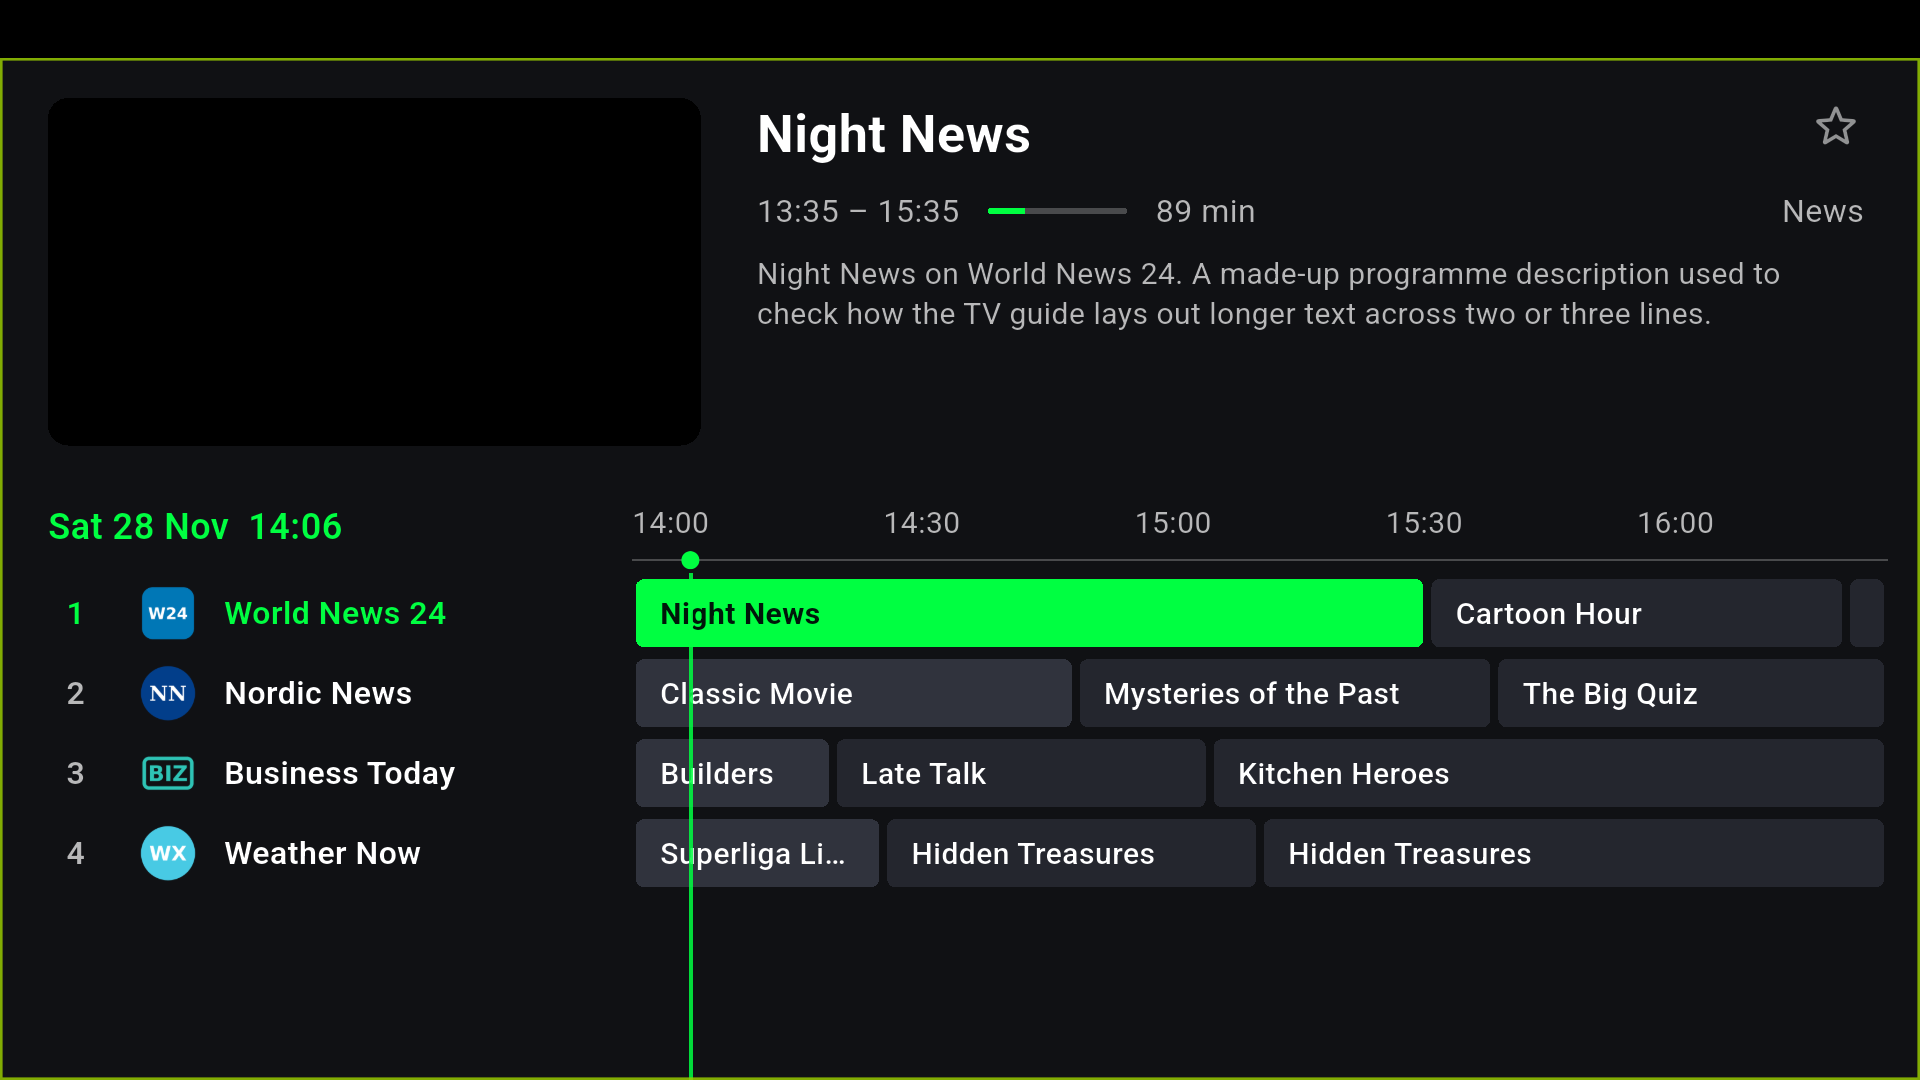 Night News
13:35 – 15:35 89 min News
Night News on World News 24. A made-up programme description used to
check how the TV guide lays out longer text across two or three lines.
Sat 28 Nov 14:06 14:00 14:30 15:00 15:30 16:00
1 W24 World News 24 Night News Cartoon Hour
2 NN Nordic News Classic Movie Mysteries of the Past The Big Quiz
3 BIZ Business Today Builders Late Talk Kitchen Heroes
4 WX Weather Now Superliga Li... Hidden Treasures Hidden Treasures